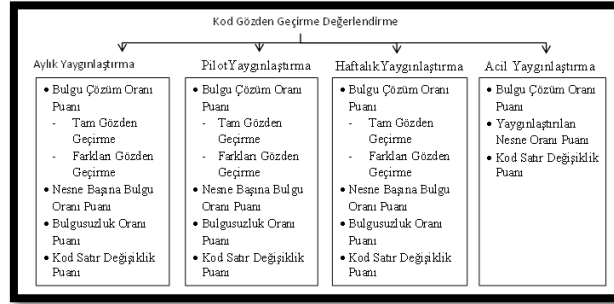 Kod Gözden Geçirme Değerlendirme
Aylık Yaygınlaştırma
• Bulgu Çözüm Oranı
Puanı
- Tam Gözden
Geçirme
- Farkları Gözden
Geçirme
• Nesne Başına Bulgu
Oranı Puanı
• Bulgusuzluk Oranı
Puanı
• Kod Satır Değişiklik
Puanı
Pilot Yaygınlaştırma
• Bulgu Çözüm Oranı
Puanı
- Tam Gözden
Geçirme
- Farkları Gözden
Geçirme
• Nesne Başına Bulgu
Oranı Puanı
• Bulgusuzluk Oranı
Puanı
• Kod Satır Değişiklik
Puanı
Haftalık Yaygınlaştırma
• Bulgu Çözüm Oranı
Puanı
- Tam Gözden
Geçirme
- Farkları Gözden
Geçirme
• Nesne Başına Bulgu
Oranı Puanı
• Bulgusuzluk Oranı
Puanı
• Kod Satır Değişiklik
Puanı
Acil Yaygınlaştırma
• Bulgu Çözüm Oranı
Puanı
• Yaygınlaştırılan
Nesne Oranı Puanı
• Kod Satır Değişiklik
Puanı